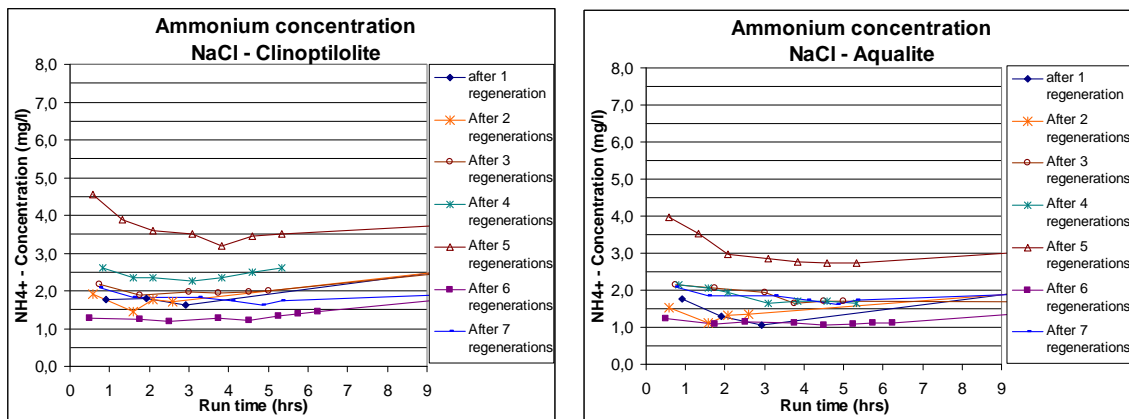 Ammonium concentration
NaCl - Clinoptilolite
NH4+- Concentration (mg/l)
8,0
7,0
6,0
5,0
4,0
3,0
2,0
1,0
0,0
0 1 2 3 4 5 6 7 8 9
Run time (hrs)
after 1
regeneration
After 2
regenerations
After 3
regenerations
After 4
regenerations
After 5
regenerations
After 6
regenerations
After 7
regenerations
Ammonium concentration
NaCl - Aqualite
NH4+- Concentration (mg/l)
8,0
7,0
6,0
5,0
4,0
3,0
2,0
1,0
0,0
0 1 2 3 4 5 6 7 8 9
Run time (hrs)
after 1
regeneration
After 2
regenerations
After 3
regenerations
After 4
regenerations
After 5
regenerations
After 6
regenerations
After 7
regenerations